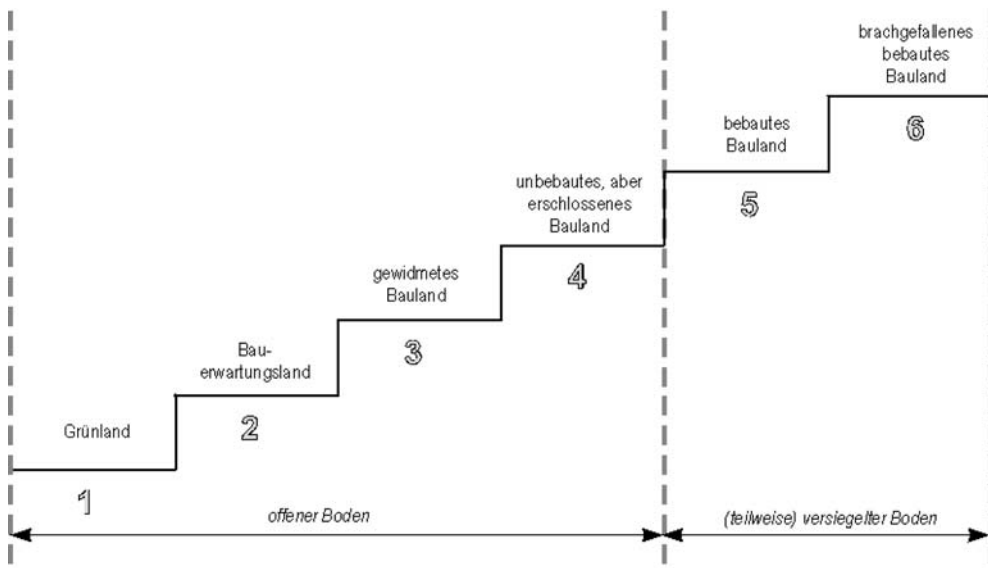 Grünland
1
Bau-
erwartungsland
2
gewidmetes
Bauland
3
unbebautes, aber
erschlossenes
Bauland
4
bebautes
Bauland
5
brachgefallenes
bebautes
Bauland
6
offener Boden
(teilweise) versiegelter Boden